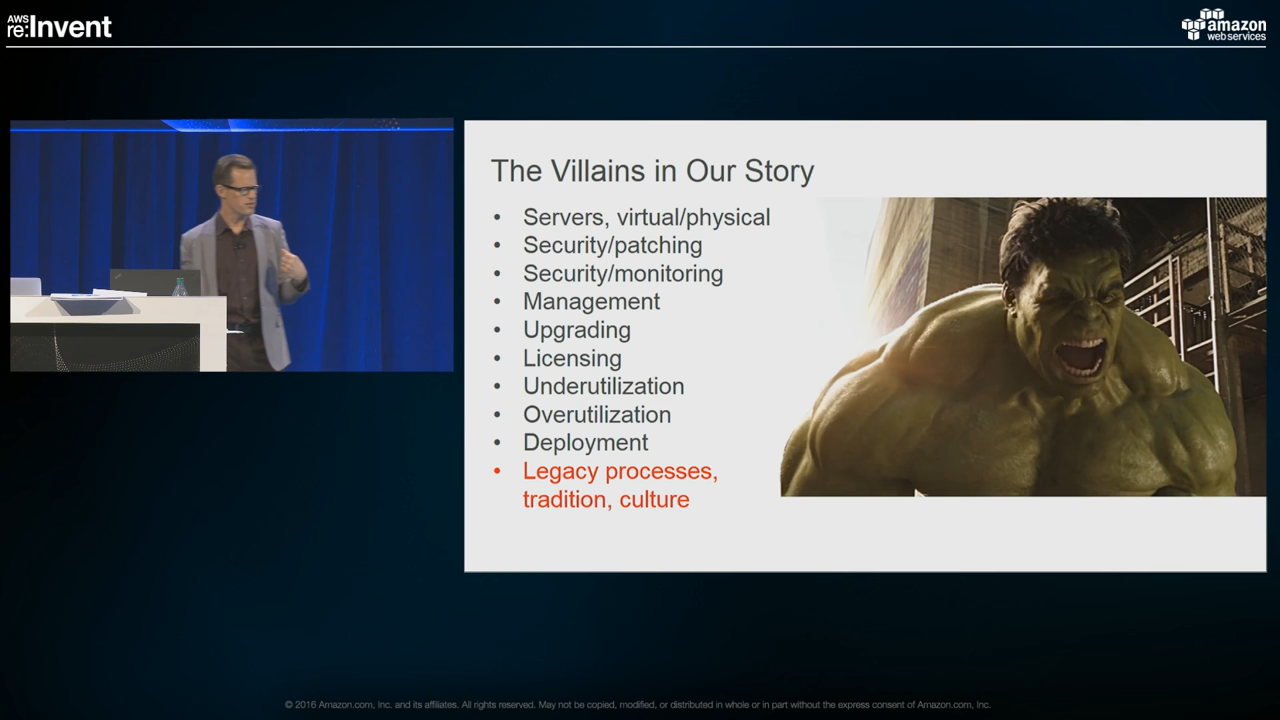 AWS
re:Invent
amazon
web services
The Villains in Our Story
• Servers, virtual/physical
• Security/patching
• Security/monitoring
• Management
• Upgrading
• Licensing
• Underutilization
• Overutilization
• Deployment
• Legacy processes,
tradition, culture
© 2016 Amazon.com, Inc. and its affiliates. All rights reserved. May not be copied, modified, or distributed in whole or in part without the express consent of Amazon.com, Inc.